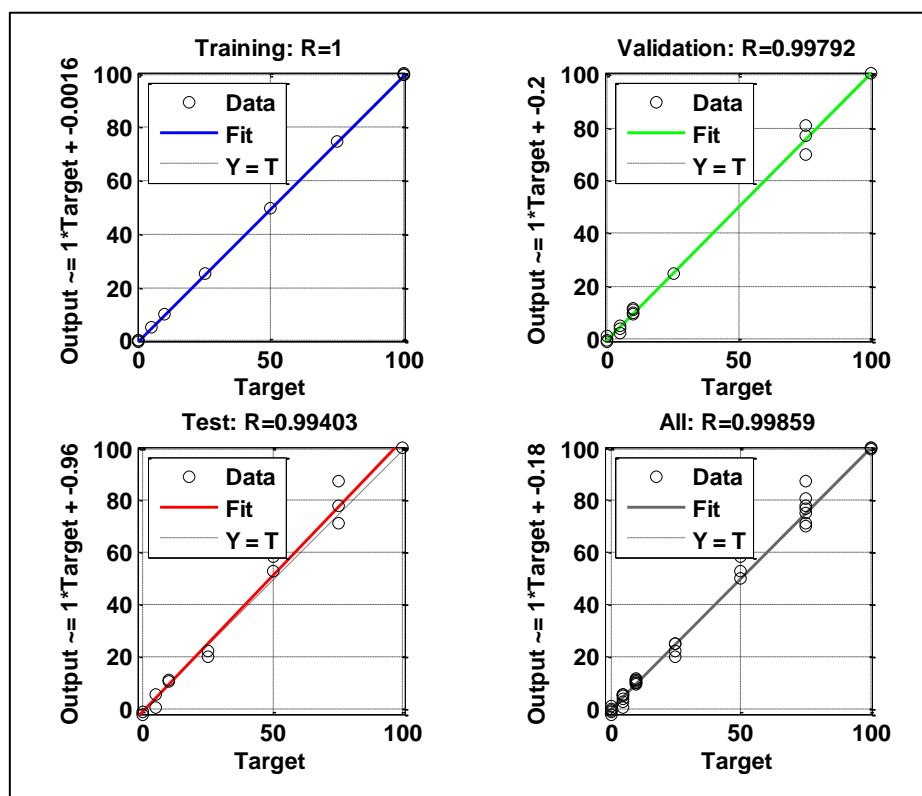 Training: R=1
Output ~= 1*Target + -0.0016
100
80
60
40
20
0
Data
Fit
Y = T
0
50
100
Target
Validation: R=0.99792
Output ~= 1*Target + -0.2
100
80
60
40
20
0
Data
Fit
Y = T
0
50
100
Target
Test: R=0.99403
Output ~= 1*Target + -0.96
100
80
60
40
20
0
Data
Fit
Y = T
0
50
100
Target
All: R=0.99859
Output ~= 1*Target + -0.18
100
80
60
40
20
0
Data
Fit
Y = T
0
50
100
Target